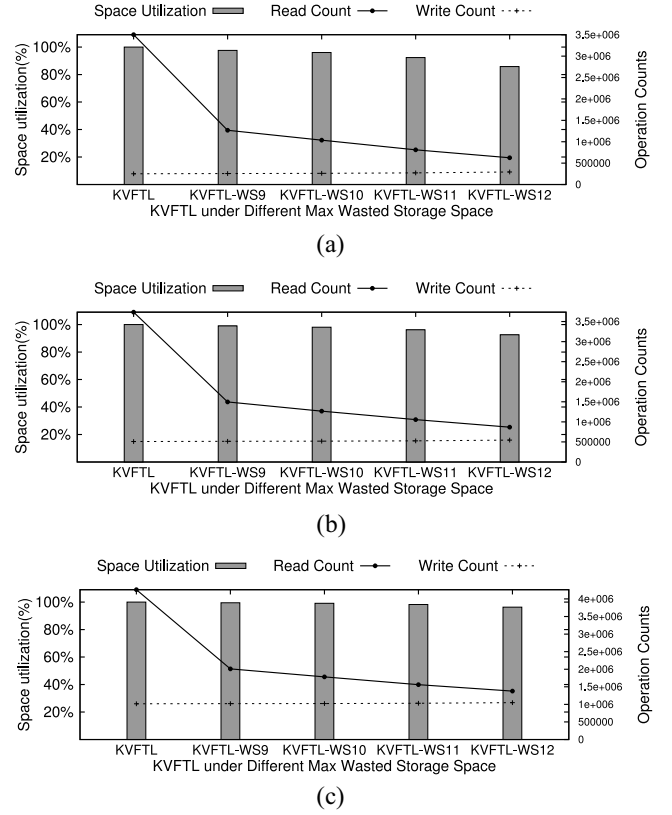 Space Utilization Read Count Write Count
Space utilization(%)
100%
80%
60%
40%
20%
3,5e+006
3e+006
2,5e+006
2e+006
1,5e+006
1e+006
500000
0
Operation Counts
KVFTL KVFTL-WS9 KVFTL-WS10 KVFTL-WS11 KVFTL-WS12
KVFTL under Different Max Wasted Storage Space
(a)
Space Utilization Read Count Write Count
Space utilization(%)
100%
80%
60%
40%
20%
3,5e+006
3e+006
2,5e+006
2e+006
1,5e+006
1e+006
500000
0
Operation Counts
KVFTL KVFTL-WS9 KVFTL-WS10 KVFTL-WS11 KVFTL-WS12
KVFTL under Different Max Wasted Storage Space
(b)
Space Utilization Read Count Write Count
Space utilization(%)
100%
80%
60%
40%
20%
4e+006
3,5e+006
3e+006
2,5e+006
2e+006
1,5e+006
1e+006
500000
0
Operation Counts
KVFTL KVFTL-WS9 KVFTL-WS10 KVFTL-WS11 KVFTL-WS12
KVFTL under Different Max Wasted Storage Space
(c)